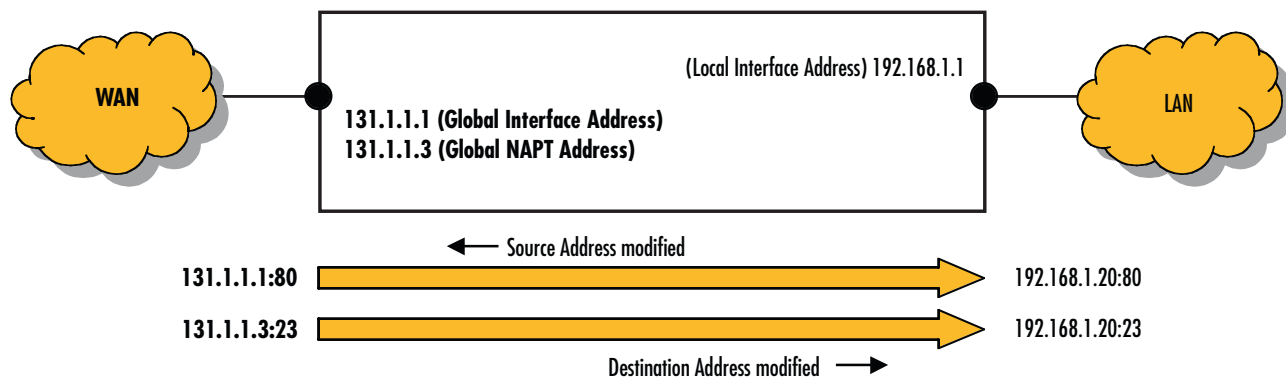 WAN
(Local Interface Address) 192.168.1.1
LAN
131.1.1.1 (Global Interface Address)
131.1.1.3 (Global NAPT Address)
Source Address modified
131.1.1.1:80
192.168.1.20:80
131.1.1.3:23
192.168.1.20:23
Destination Address modified